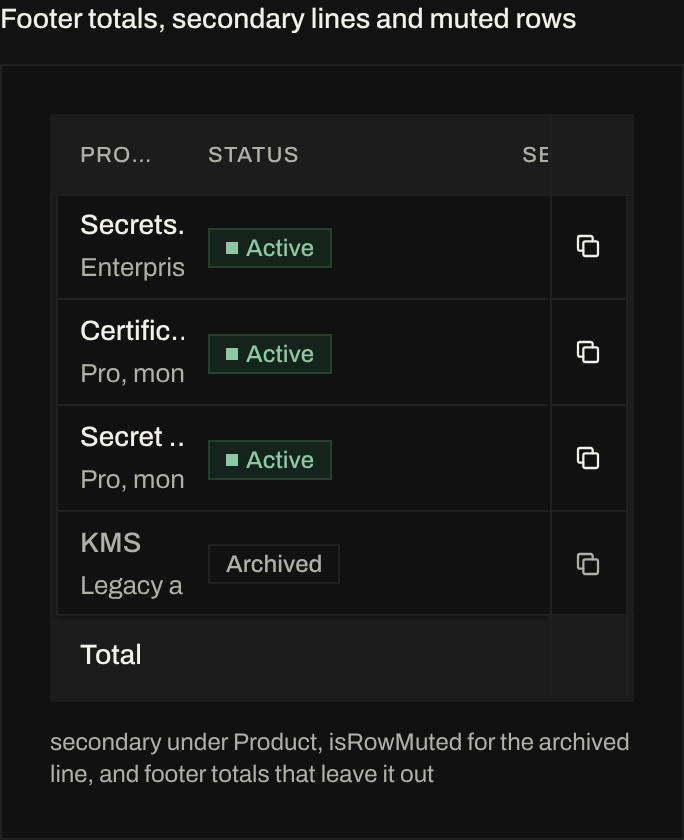 Footer totals, secondary lines and muted rows
PRO... STATUS SE
Secrets.
Enterpris
Active
Certific..
Pro, mon
Active
Secret ..
Pro, mon
Active
KMS
Legacy a
Archived
Total
secondary under Product, isRowMuted for the archived
line, and footer totals that leave it out